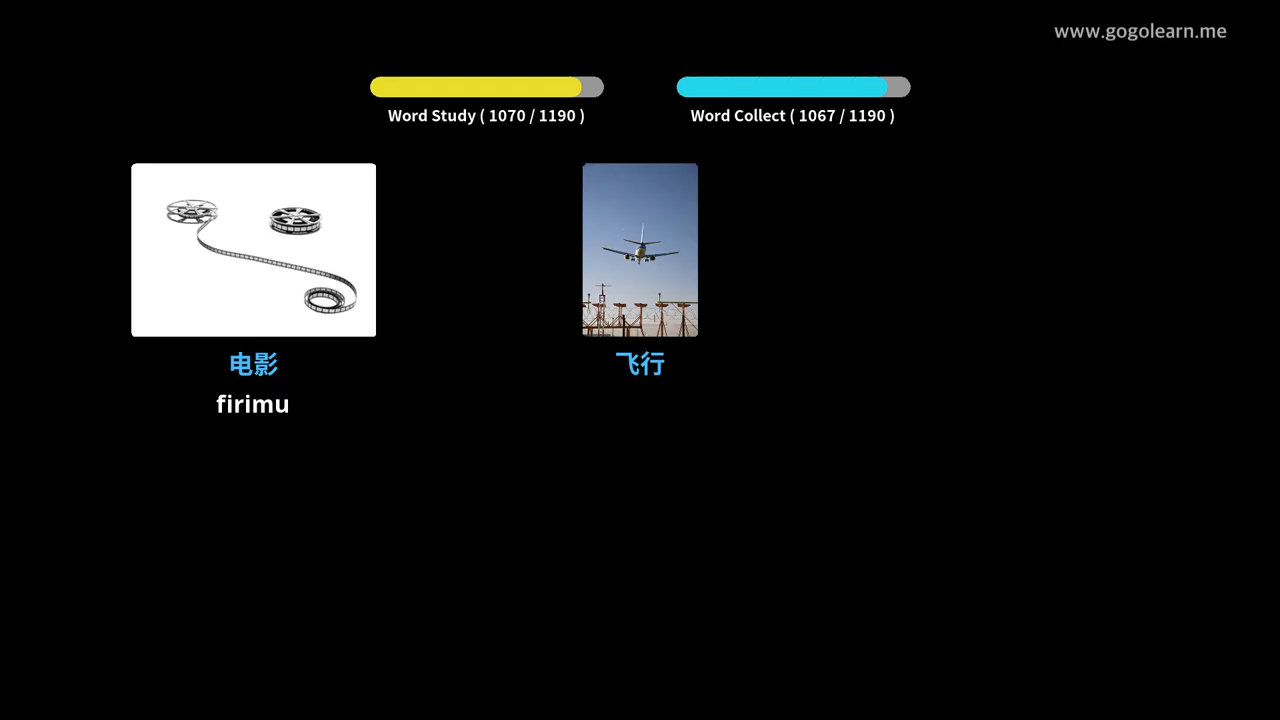 www.gogolearn.me
Word Study ( 1070 / 1190 )
Word Collect ( 1067 / 1190 )
电影
飞行
firimu